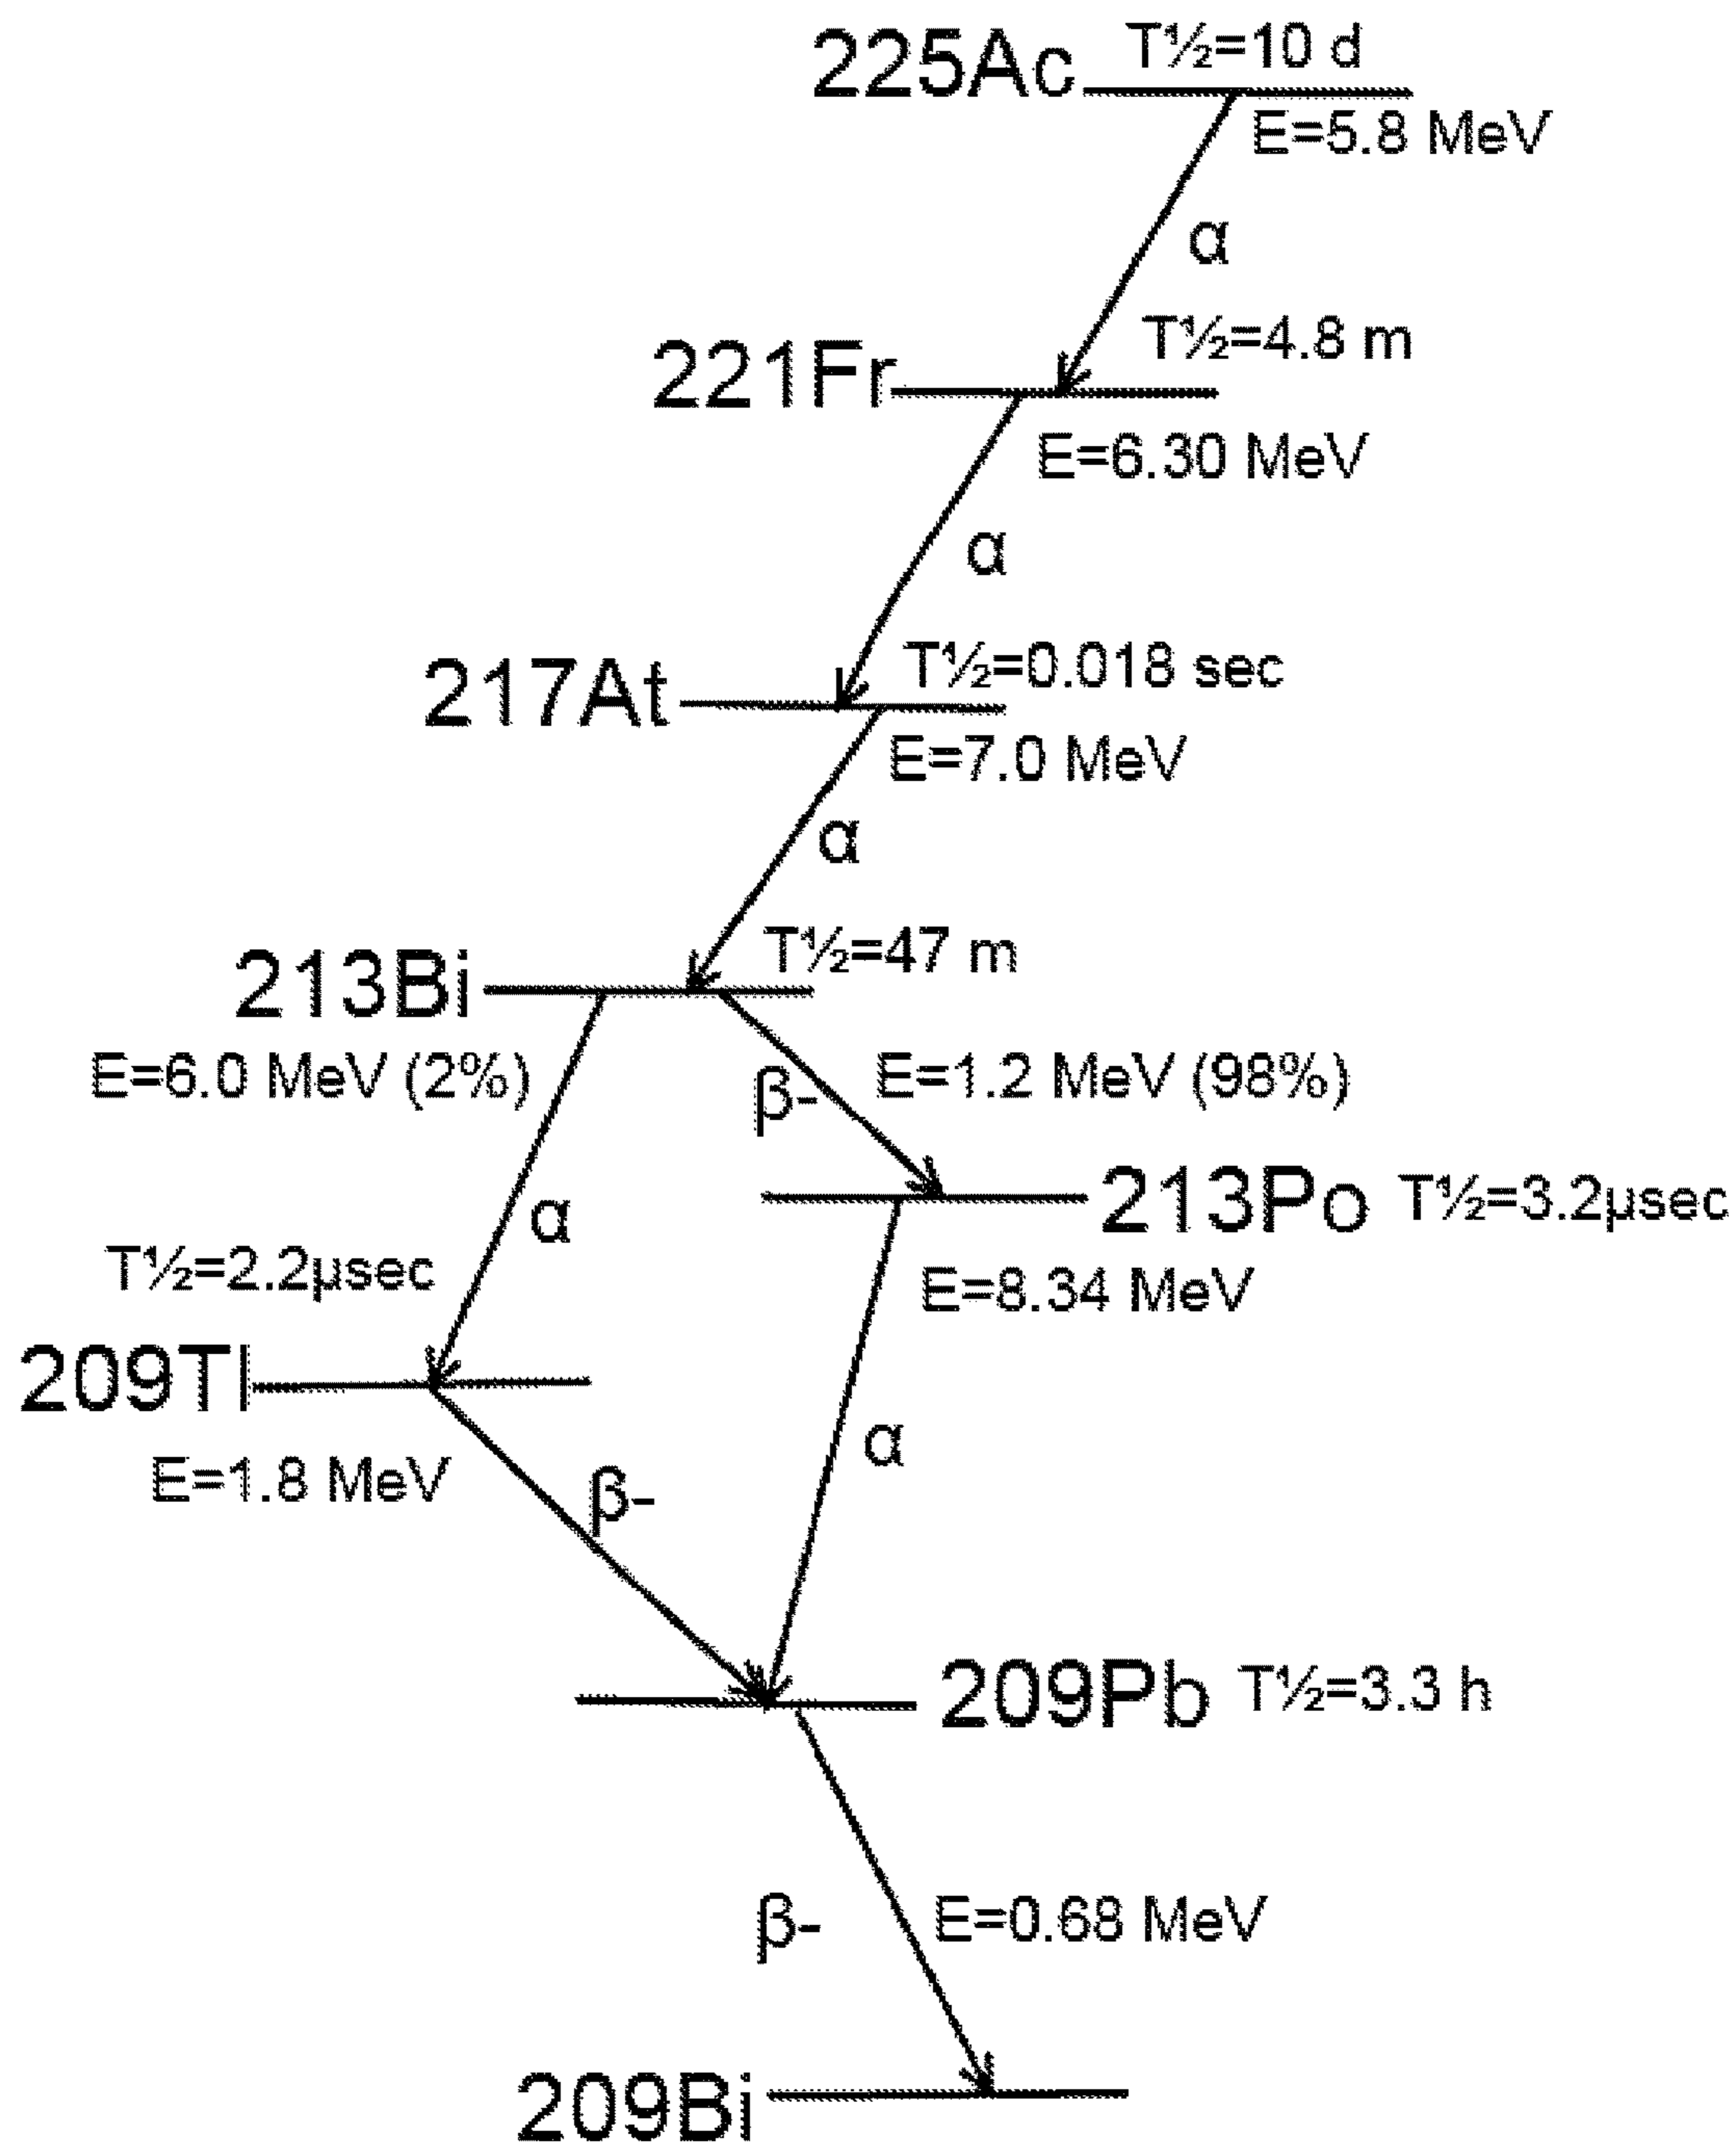 225Ac T½=10 d
E=5.8 MeV
α
T½=4.8 m
221Fr
E=6.30 MeV
α
T½=0.018 sec
217At
E=7.0 MeV
α
T½=47 m
213Bi
E=6.0 MeV (2%)
β-
E=1.2 MeV (98%)
α
213Po T½=3.2µsec
T½=2.2µsec
E=8.34 MeV
209Tl
α
E=1.8 MeV
β-
209Pb T½=3.3 h
β-
E=0.68 MeV
209Bi